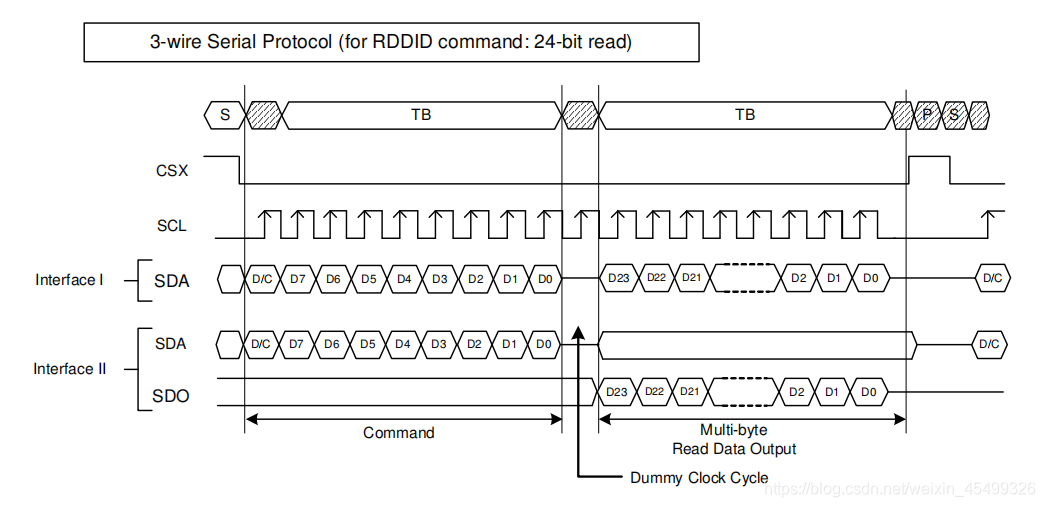 3-wire Serial Protocol (for RDDID command: 24-bit read)
S TB TB P S
CSX
SCL
Interface I SDA D/C D7 D6 D5 D4 D3 D2 D1 D0 D23 D22 D21 D2 D1 D0 D/C
SDA D/C D7 D6 D5 D4 D3 D2 D1 D0 D/C
Interface II
SDO D23 D22 D21 D2 D1 D0
Command Multi-byte
Read Data Output
Dummy Clock Cycle
https://blog.csdn.net/weixin_45499326